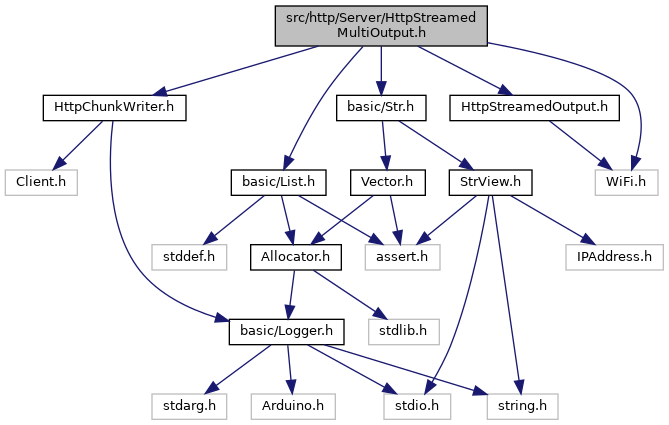 src/http/Server/HttpStreamed
MultiOutput.h
HttpChunkWriter.h
basic/Str.h
HttpStreamedOutput.h
Client.h
basic/List.h
Vector.h
StrView.h
WiFi.h
stddef.h
Allocator.h
assert.h
IPAddress.h
basic/Logger.h
stdlib.h
stdarg.h
Arduino.h
stdio.h
string.h